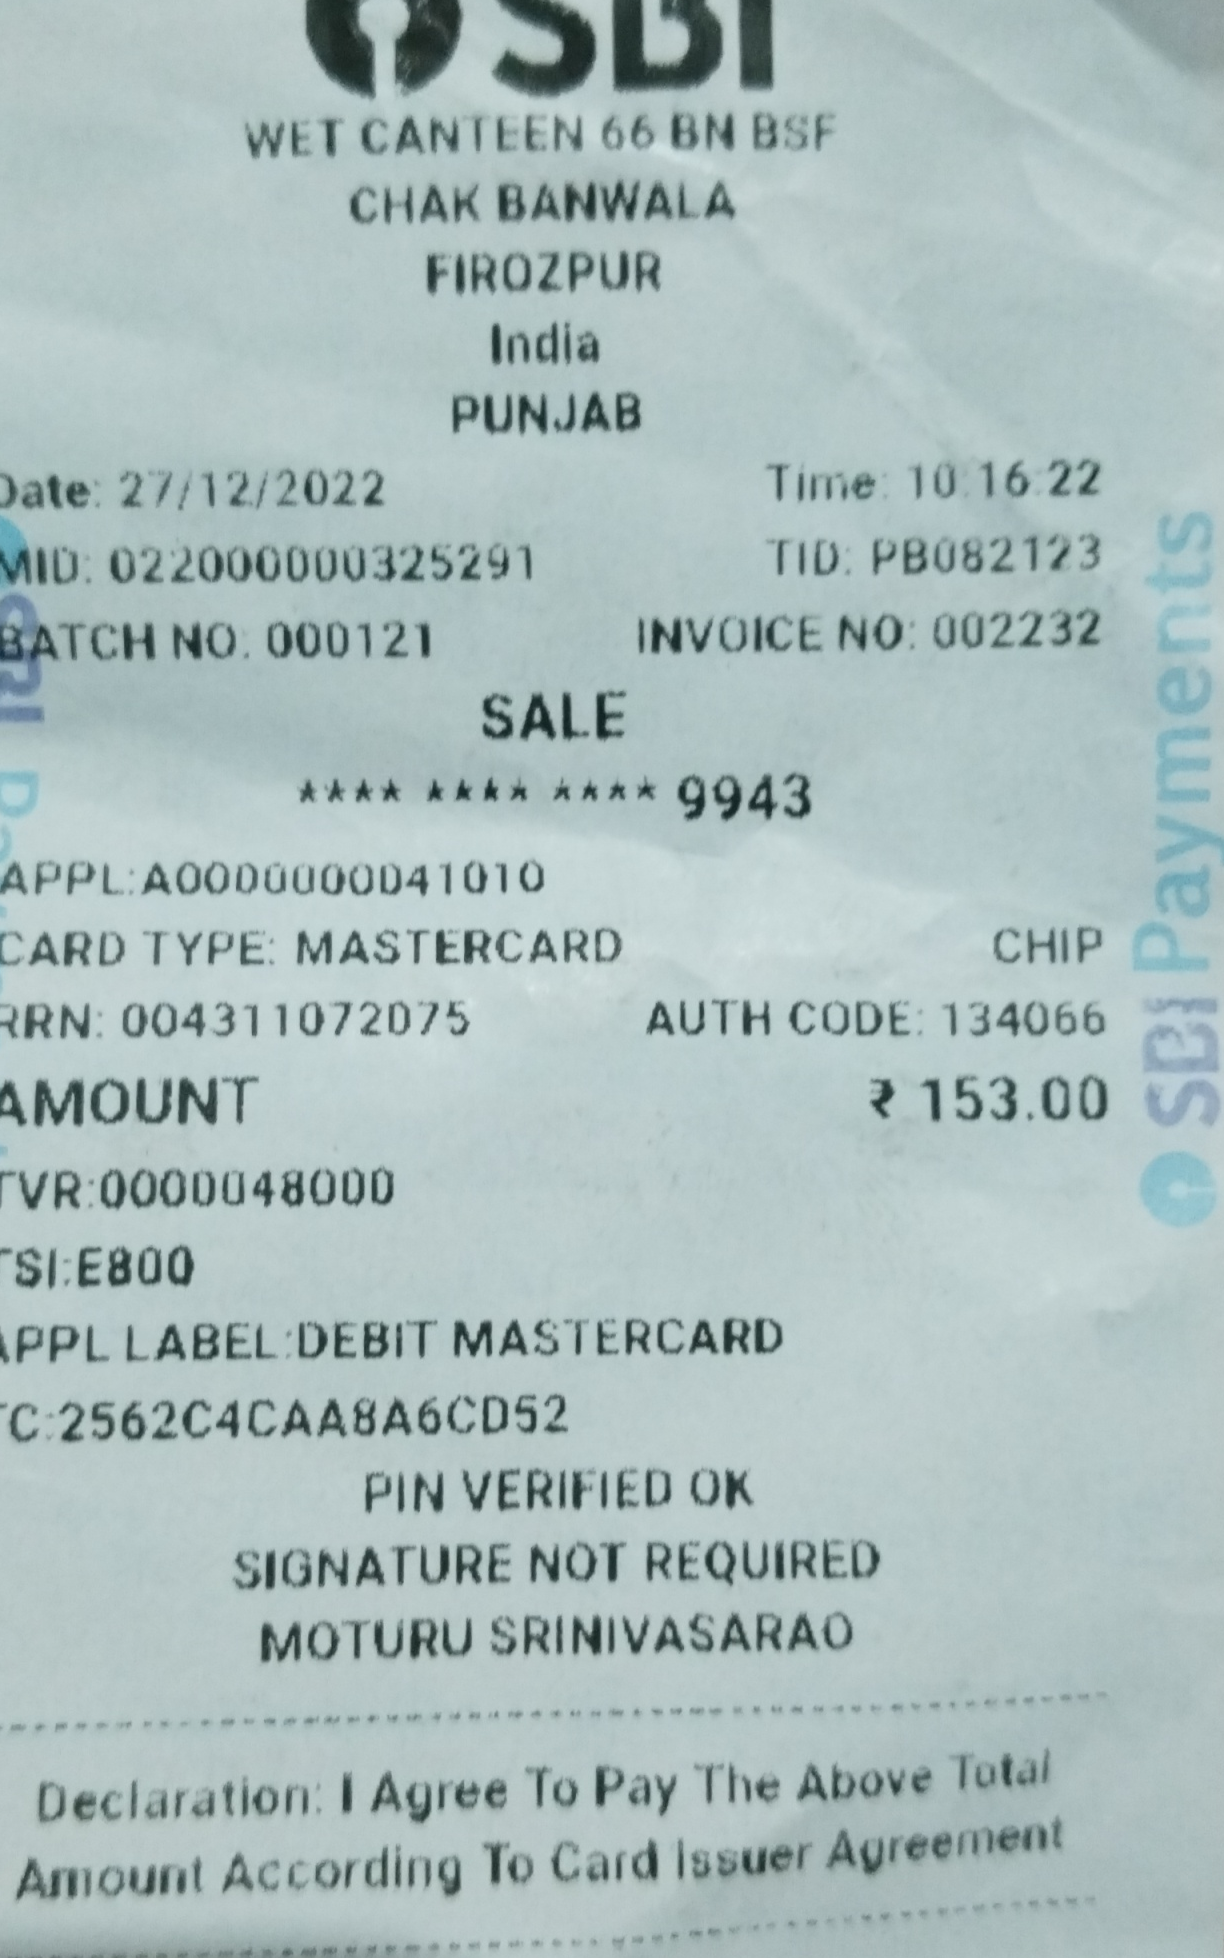 SBI
WET CANTEEN 66 BN BSF
CHAK BANWALA
FIROZPUR
India
PUNJAB
Date: 27/12/2022 Time: 10:16:22
MID: 022000000325291 TID: PB082123
BATCH NO: 000121 INVOICE NO: 002232
SALE
**** **** **** 9943
APPL:A0000000041010
CARD TYPE: MASTERCARD CHIP
RRN: 004311072075 AUTH CODE: 134066
AMOUNT ₹ 153.00
TVR:0000048000
TSI:E800
APPL LABEL:DEBIT MASTERCARD
TC:2562C4CAA8A6CD52
PIN VERIFIED OK
SIGNATURE NOT REQUIRED
MOTURU SRINIVASARAO
Declaration: I Agree To Pay The Above Total
Amount According To Card Issuer Agreement
SBI Payments